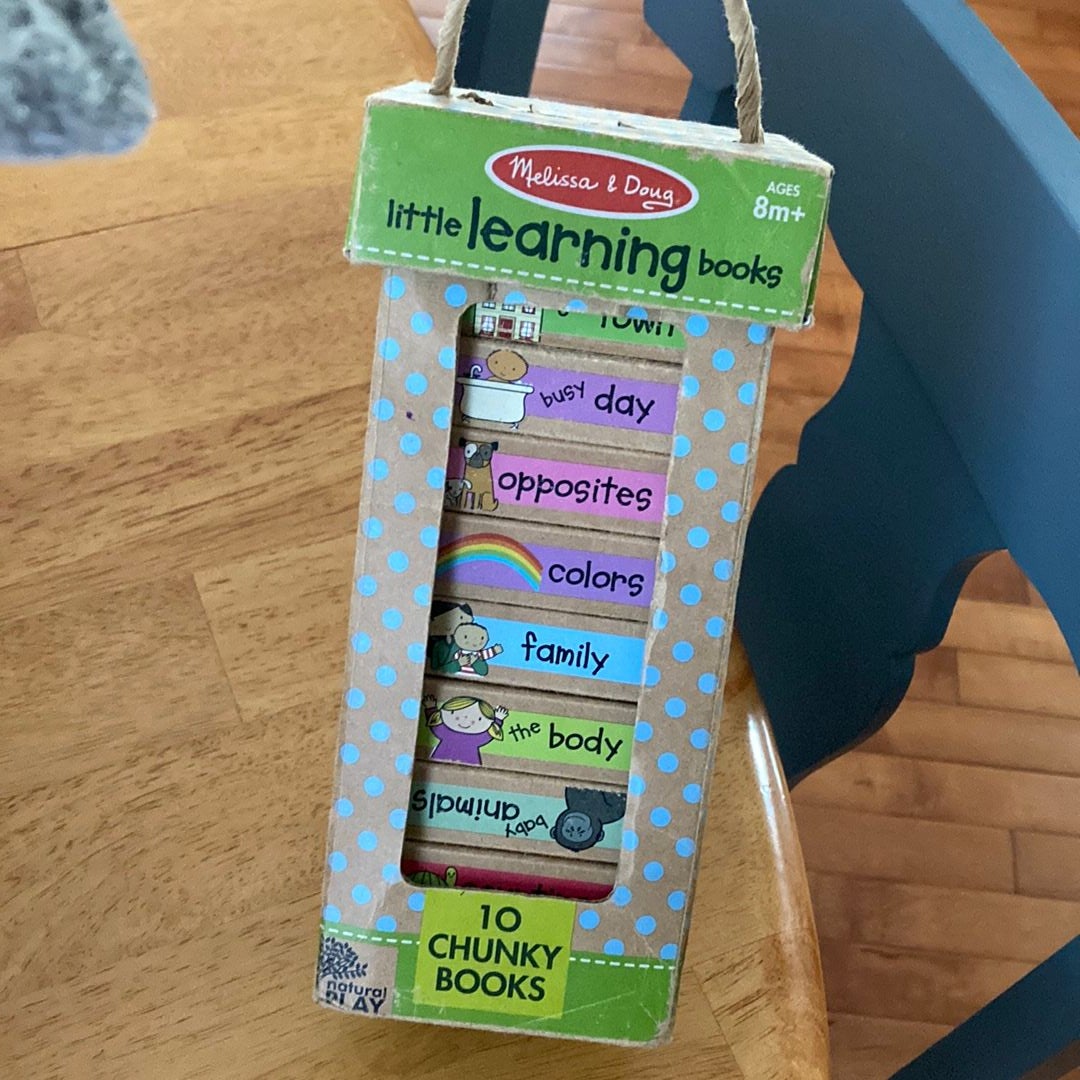 Melissa & Doug
AGES
8m+
little learning books
Town
busy day
opposites
colors
family
the body
baby animals
10
CHUNKY
BOOKS
natural
PLAY